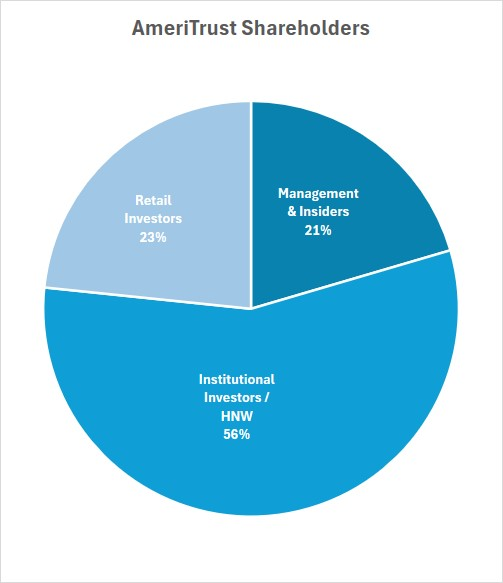 AmeriTrust Shareholders
Retail
Investors
23%
Management
& Insiders
21%
Institutional
Investors /
HNW
56%